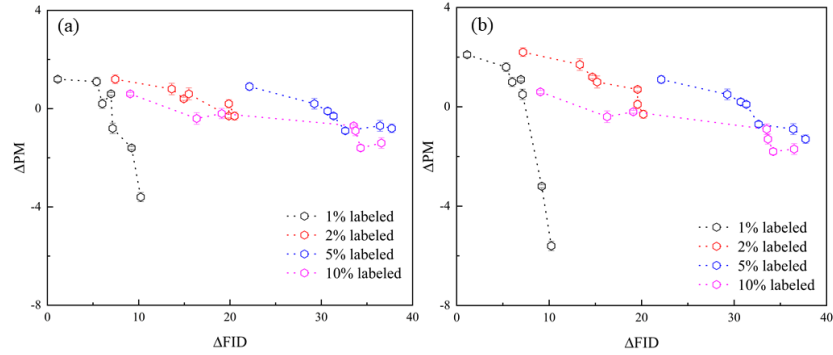 (a)
4
0
-4
-8
ΔPM
0
10
20
30
40
ΔFID
1% labeled
2% labeled
5% labeled
10% labeled
(b)
4
0
-4
-8
ΔPM
0
10
20
30
40
ΔFID
1% labeled
2% labeled
5% labeled
10% labeled